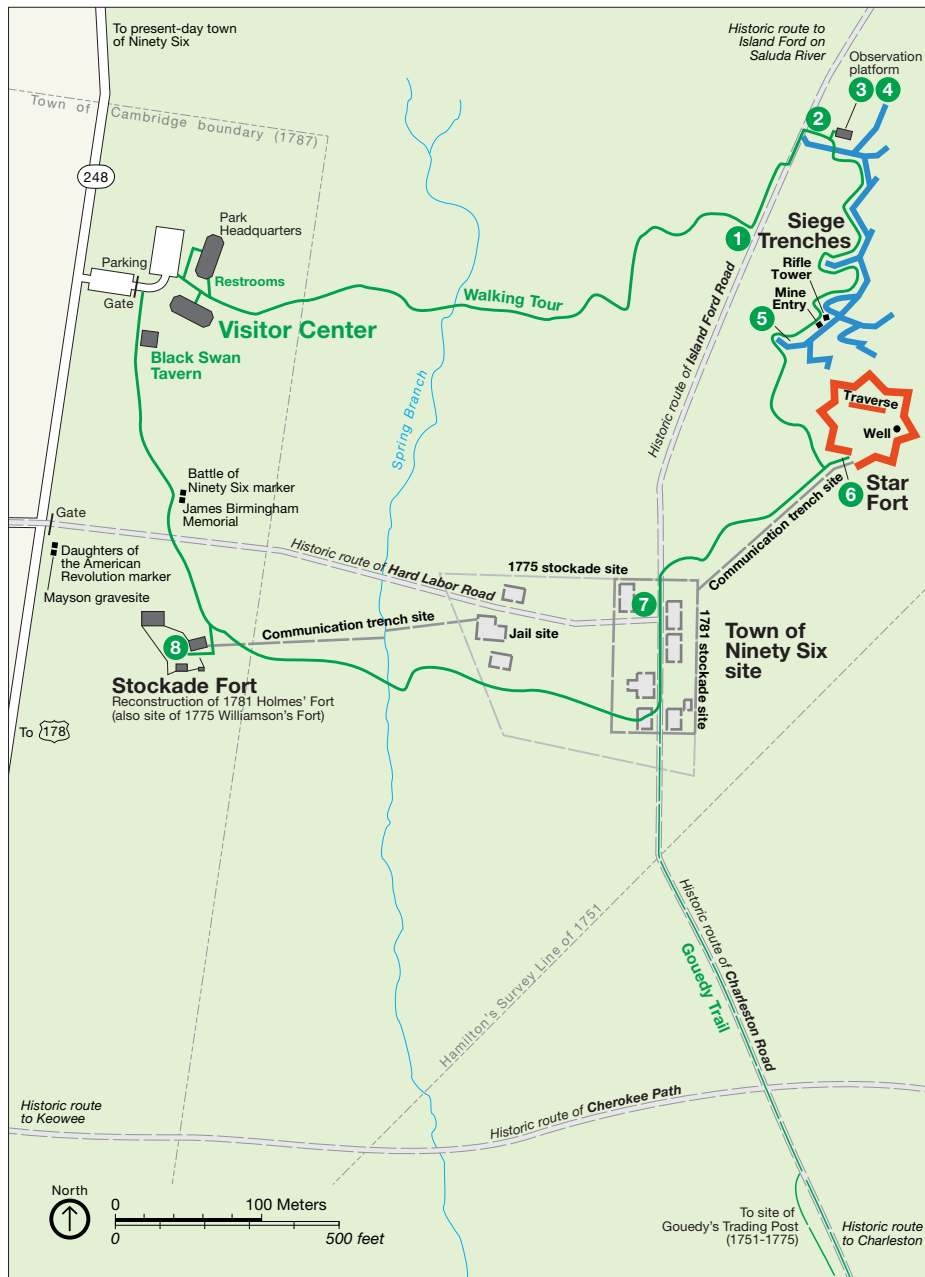 To present-day town
of Ninety Six
Historic route to
Island Ford on
Saluda River
Observation
platform
3
4
2
Town of Cambridge boundary (1787)
248
Park
Headquarters
Restrooms
Parking
Gate
Visitor Center
Walking Tour
1
Siege
Trenches
Rifle
Tower
Mine
Entry
5
Black Swan
Tavern
Historic route of Island Ford Road
Spring Branch
Traverse
Well
6
Star
Fort
Battle of
Ninety Six marker
James Birmingham
Memorial
Gate
Daughters of
the American
Revolution marker
Mayson gravesite
Historic route of Hard Labor Road
1775 stockade site
Communication trench site
7
Communication trench site
Jail site
1781 stockade site
Town of
Ninety Six
site
8
Stockade Fort
Reconstruction of 1781 Holmes' Fort
(also site of 1775 Williamson's Fort)
To 178
Hamilton's Survey Line of 1751
Historic route of Charleston Road
Gouedy Trail
Historic route
to Keowee
Historic route of Cherokee Path
North
0
100 Meters
0
500 feet
To site of
Gouedy's Trading Post
(1751-1775)
Historic route
to Charleston